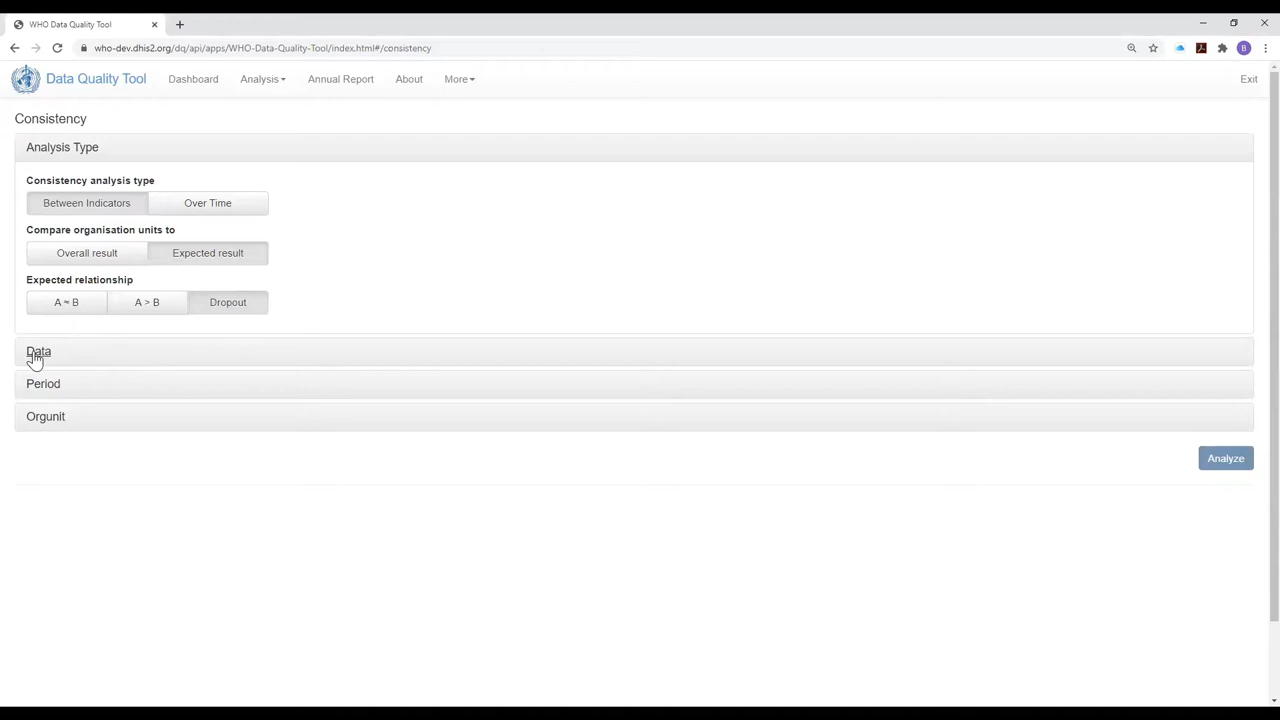 WHO Data Quality Tool
who-dev.dhis2.org/dq/api/apps/WHO-Data-Quality-Tool/index.html#/consistency
B
Data Quality Tool Dashboard Analysis Annual Report About More Exit
Consistency
Analysis Type
Consistency analysis type
Between Indicators Over Time
Compare organisation units to
Overall result Expected result
Expected relationship
A ≈ B A > B Dropout
Data
Period
Orgunit
Analyze